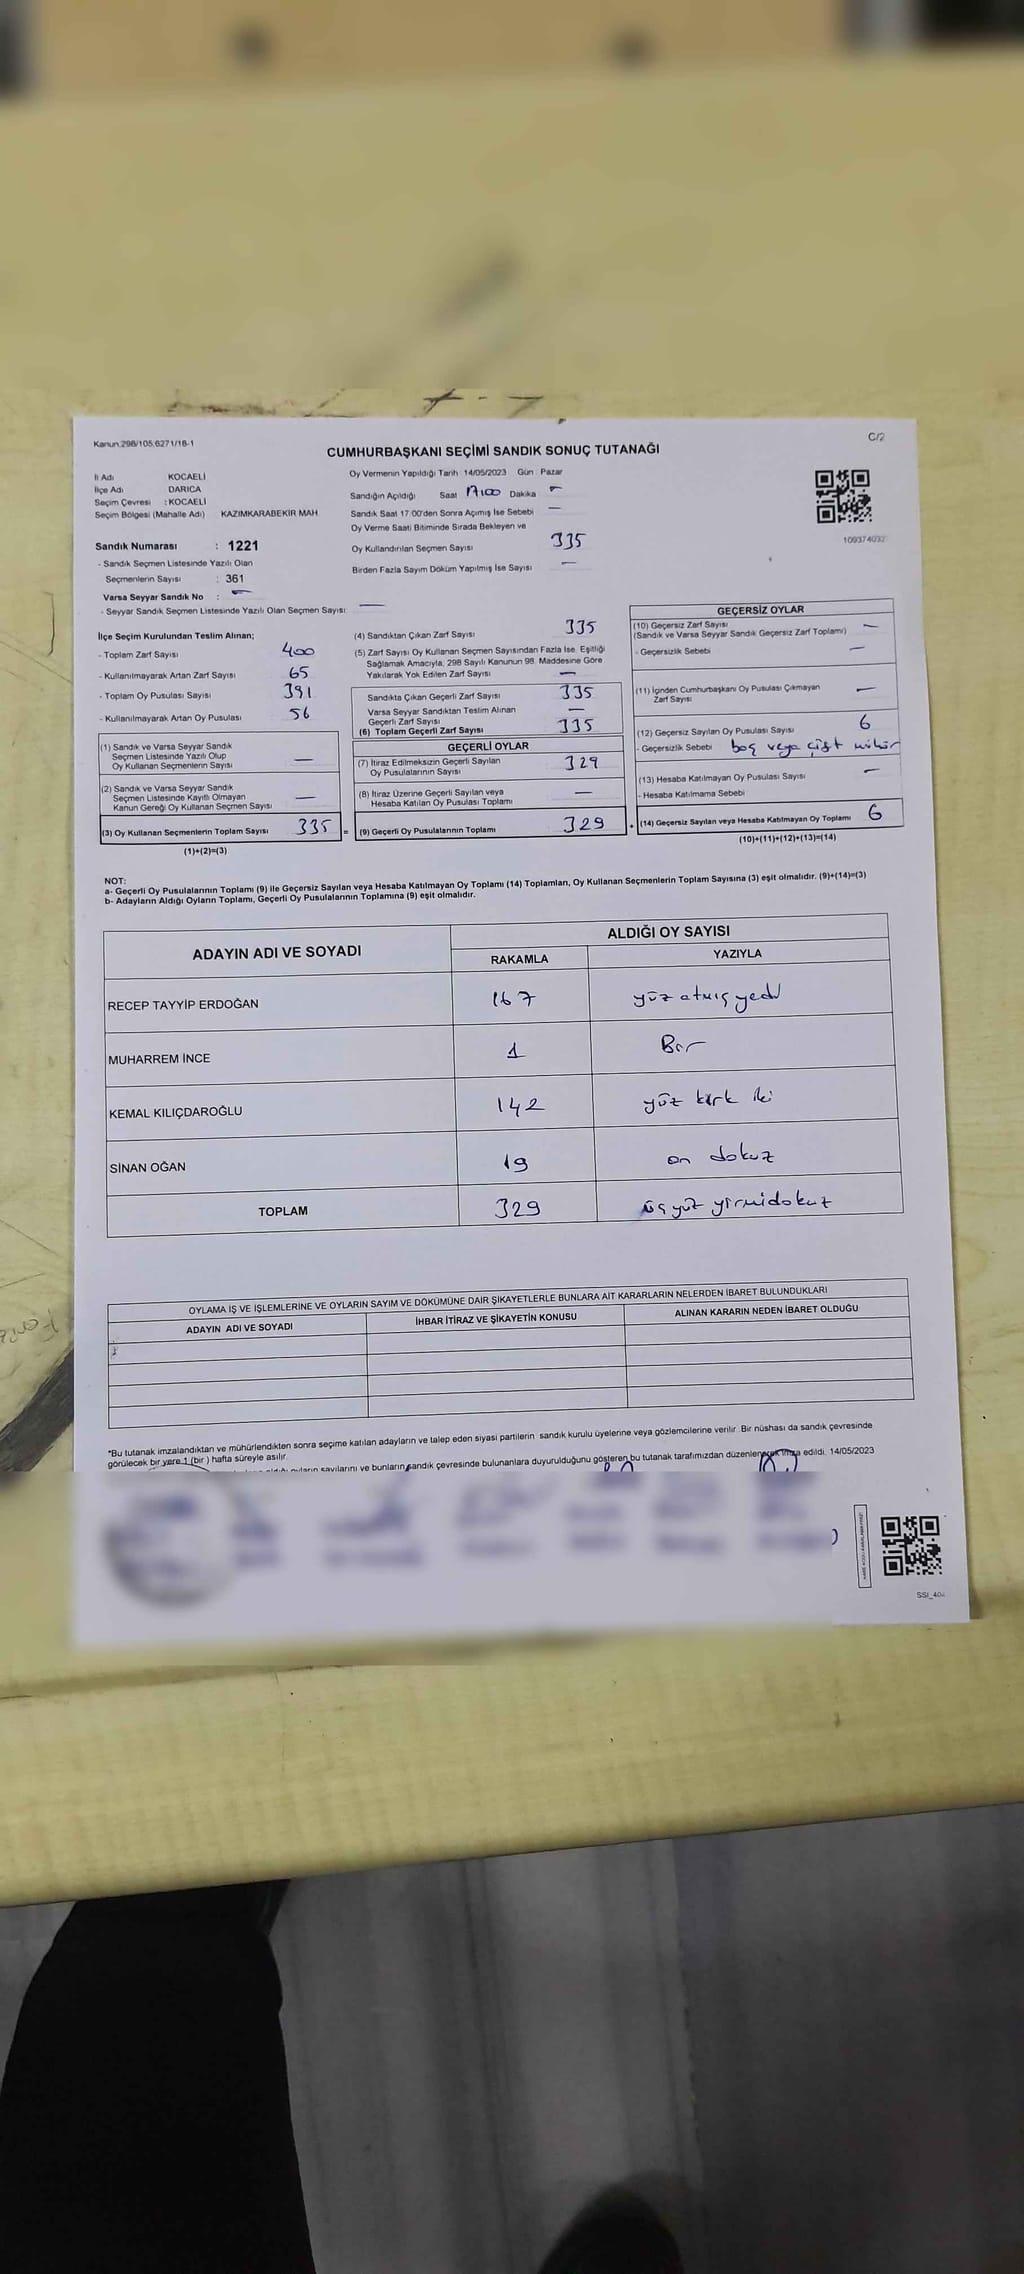 Kanun:298/105.6271/18-1
C/2
CUMHURBAŞKANI SEÇİMİ SANDIK SONUÇ TUTANAĞI
İl Adı KOCAELİ
İlçe Adı DARICA
Seçim Çevresi : KOCAELİ
Seçim Bölgesi (Mahalle Adı) KAZIMKARABEKİR MAH
Sandık Numarası : 1221
- Sandık Seçmen Listesinde Yazılı Olan
Seçmenlerin Sayısı : 361
Varsa Seyyar Sandık No : —
- Seyyar Sandık Seçmen Listesinde Yazılı Olan Seçmen Sayısı: —
Oy Vermenin Yapıldığı Tarih 14/05/2023 Gün Pazar
Sandığın Açıldığı Saat 17:00 Dakika —
Sandık Saat 17:00'den Sonra Açımış İse Sebebi —
Oy Verme Saati Bitiminde Sırada Bekleyen ve
Oy Kullandırılan Seçmen Sayısı 335
Birden Fazla Sayım Döküm Yapılmış İse Sayısı —
109374032
İlçe Seçim Kurulundan Teslim Alınan;
- Toplam Zarf Sayısı 400
- Kullanılmayarak Artan Zarf Sayısı 65
- Toplam Oy Pusulası Sayısı 391
- Kullanılmayarak Artan Oy Pusulası 56
(1) Sandık ve Varsa Seyyar Sandık
Seçmen Listesinde Yazılı Olup
Oy Kullanan Seçmenlerin Sayısı —
(2) Sandık ve Varsa Seyyar Sandık
Seçmen Listesinde Kayıtlı Olmayan
Kanun Gereği Oy Kullanan Seçmen Sayısı —
(3) Oy Kullanan Seçmenlerin Toplam Sayısı 335 =
(1)+(2)=(3)
(4) Sandıktan Çıkan Zarf Sayısı 335
(5) Zarf Sayısı Oy Kullanan Seçmen Sayısından Fazla İse, Eşitliği
Sağlamak Amacıyla, 298 Sayılı Kanunun 98. Maddesine Göre
Yakılarak Yok Edilen Zarf Sayısı —
Sandıkta Çıkan Geçerli Zarf Sayısı 335
Varsa Seyyar Sandıktan Teslim Alınan
Geçerli Zarf Sayısı —
(6) Toplam Geçerli Zarf Sayısı 335
GEÇERLİ OYLAR
(7) İtiraz Edilmeksizin Geçerli Sayılan
Oy Pusulalarının Sayısı 329
(8) İtiraz Üzerine Geçerli Sayılan veya
Hesaba Katılan Oy Pusulası Toplamı —
(9) Geçerli Oy Pusulalarının Toplamı 329 +
GEÇERSİZ OYLAR
(10) Geçersiz Zarf Sayısı —
(Sandık ve Varsa Seyyar Sandık Geçersiz Zarf Toplamı)
- Geçersizlik Sebebi —
(11) İçinden Cumhurbaşkanı Oy Pusulası Çıkmayan
Zarf Sayısı —
(12) Geçersiz Sayılan Oy Pusulası Sayısı 6
- Geçersizlik Sebebi boş veya çift mühür
(13) Hesaba Katılmayan Oy Pusulası Sayısı —
- Hesaba Katılmama Sebebi
(14) Geçersiz Sayılan veya Hesaba Katılmayan Oy Toplamı 6
(10)+(11)+(12)+(13)=(14)
NOT:
a- Geçerli Oy Pusulalarının Toplamı (9) ile Geçersiz Sayılan veya Hesaba Katılmayan Oy Toplamı (14) Toplamları, Oy Kullanan Seçmenlerin Toplam Sayısına (3) eşit olmalıdır. (9)+(14)=(3)
b- Adayların Aldığı Oyların Toplamı, Geçerli Oy Pusulalarının Toplamına (9) eşit olmalıdır.
ADAYIN ADI VE SOYADI
ALDIĞI OY SAYISI
RAKAMLA YAZIYLA
RECEP TAYYİP ERDOĞAN 167 yüz atmış yedi
MUHARREM İNCE 1 Bir
KEMAL KILIÇDAROĞLU 142 yüz kırk iki
SİNAN OĞAN 19 on dokuz
TOPLAM 329 üç yüz yirmidokuz
OYLAMA İŞ VE İŞLEMLERİNE VE OYLARIN SAYIM VE DÖKÜMÜNE DAİR ŞİKAYETLERLE BUNLARA AİT KARARLARIN NELERDEN İBARET BULUNDUKLARI
ADAYIN ADI VE SOYADI İHBAR İTİRAZ VE ŞİKAYETİN KONUSU ALINAN KARARIN NEDEN İBARET OLDUĞU
*Bu tutanak imzalandıktan ve mühürlendikten sonra seçime katılan adayların ve talep eden siyasi partilerin sandık kurulu üyelerine veya gözlemcilerine verilir. Bir nüshası da sandık çevresinde
görülecek bir yere 1 (bir) hafta süreyle asılır.
sayılarını ve bunların sandık çevresinde bulunanlara duyurulduğunu gösteren bu tutanak tarafımızdan düzenlenerek imza edildi. 14/05/2023